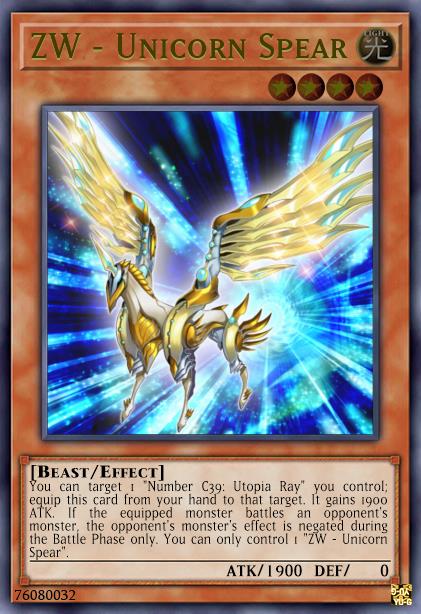 ZW - Unicorn Spear
LIGHT
光
[Beast/Effect]
You can target 1 "Number C39: Utopia Ray" you control;
equip this card from your hand to that target. It gains 1900
ATK. If the equipped monster battles an opponent's
monster, the opponent's monster's effect is negated during
the Battle Phase only. You can only control 1 "ZW - Unicorn
Spear".
ATK/1900 DEF/ 0
76080032